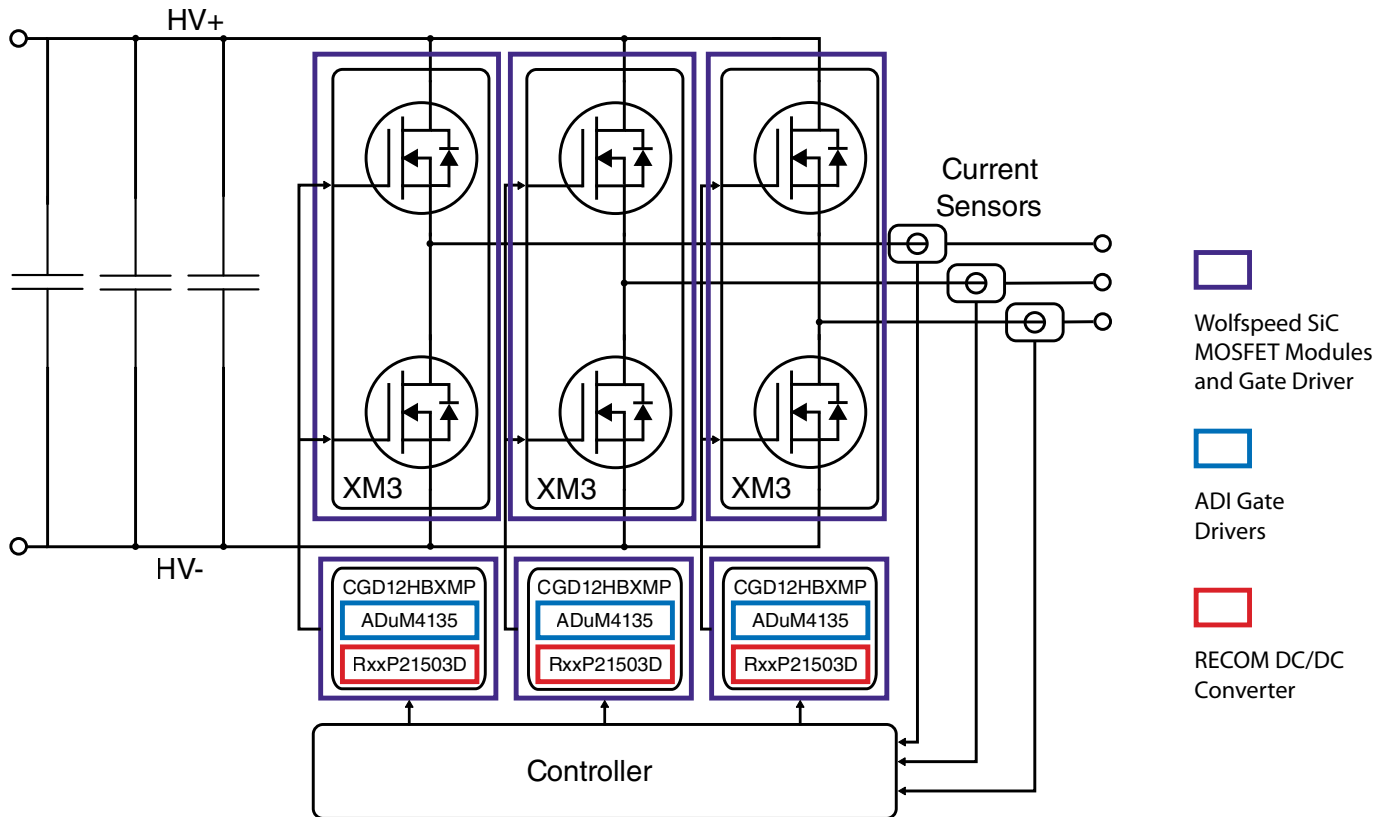 HV+
Current
Sensors
XM3
XM3
XM3
HV-
CGD12HBXMP
CGD12HBXMP
CGD12HBXMP
ADuM4135
ADuM4135
ADuM4135
RxxP21503D
RxxP21503D
RxxP21503D
Controller
Wolfspeed SiC
MOSFET Modules
and Gate Driver
ADI Gate
Drivers
RECOM DC/DC
Converter